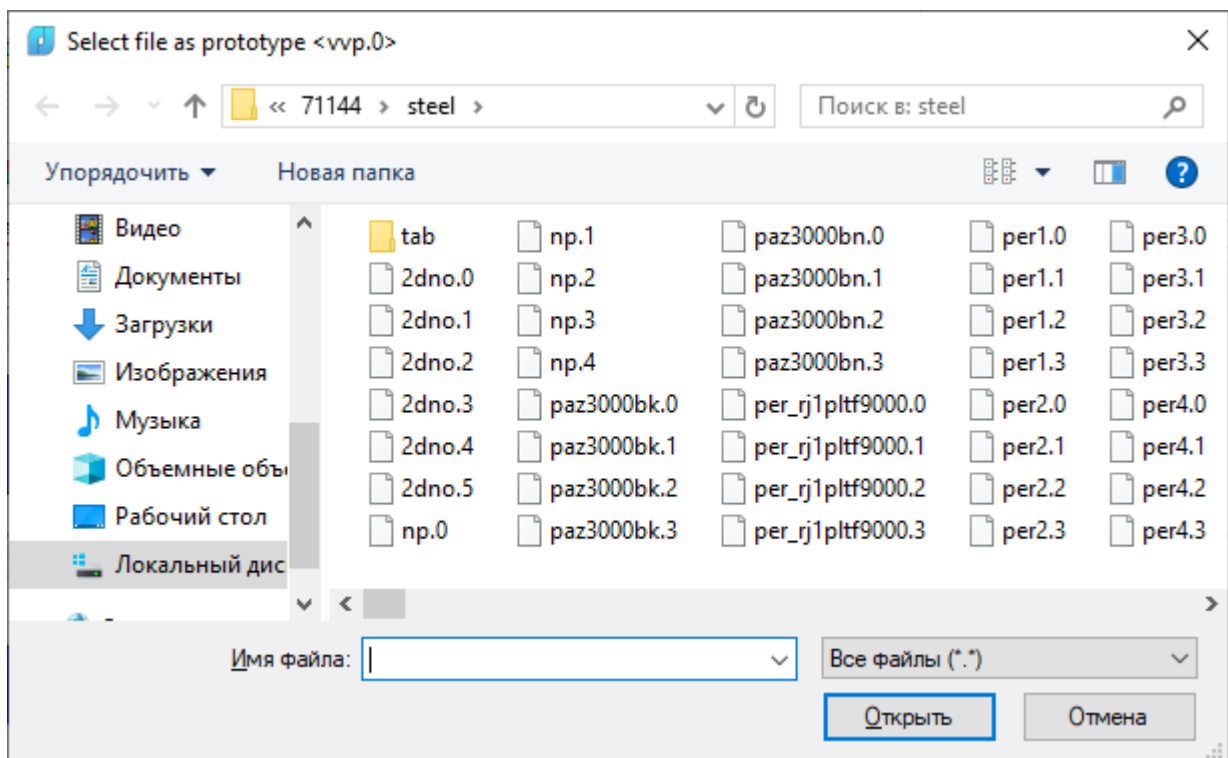 Select file as prototype <vvp.0>
« 71144 › steel ›
Поиск в: steel
Упорядочить
Новая папка
Видео
Документы
Загрузки
Изображения
Музыка
Объемные объ
Рабочий стол
Локальный дис
tab
2dno.0
2dno.1
2dno.2
2dno.3
2dno.4
2dno.5
np.0
np.1
np.2
np.3
np.4
paz3000bk.0
paz3000bk.1
paz3000bk.2
paz3000bk.3
paz3000bn.0
paz3000bn.1
paz3000bn.2
paz3000bn.3
per_rj1pltf9000.0
per_rj1pltf9000.1
per_rj1pltf9000.2
per_rj1pltf9000.3
per1.0
per1.1
per1.2
per1.3
per2.0
per2.1
per2.2
per2.3
per3.0
per3.1
per3.2
per3.3
per4.0
per4.1
per4.2
per4.3
Имя файла:
Все файлы (*.*)
Открыть
Отмена